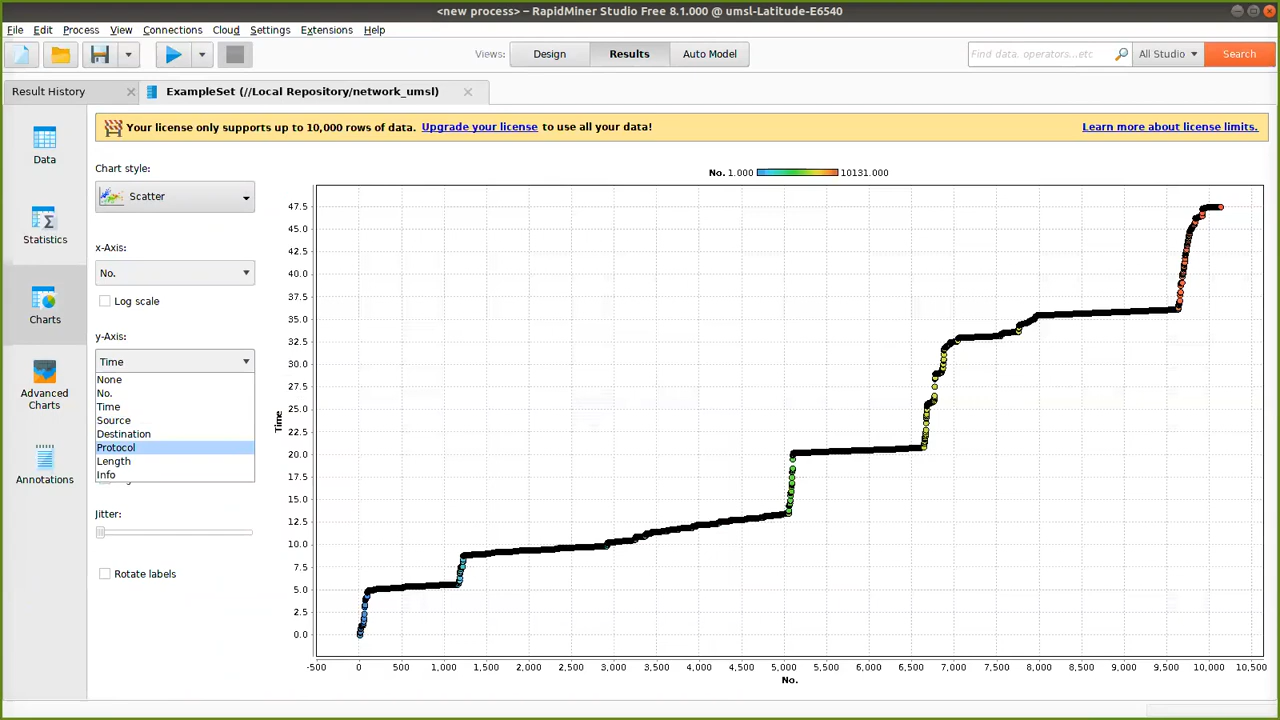 <new process> – RapidMiner Studio Free 8.1.000 @ umsl-Latitude-E6540
File Edit Process View Connections Cloud Settings Extensions Help
Views: Design Results Auto Model Find data, operators...etc All Studio Search
Result History ExampleSet (//Local Repository/network_umsl)
Your license only supports up to 10,000 rows of data. Upgrade your license to use all your data! Learn more about license limits.
Data
Statistics
Charts
Advanced
Charts
Annotations
Chart style:
Scatter
x-Axis:
No.
Log scale
y-Axis:
Time
None
No.
Time
Source
Destination
Protocol
Length
Info
Jitter:
Rotate labels
No. 1.000 10131.000
47.5
45.0
42.5
40.0
37.5
35.0
32.5
30.0
27.5
25.0
22.5
20.0
17.5
15.0
12.5
10.0
7.5
5.0
2.5
0.0
Time
-500 0 500 1,000 1,500 2,000 2,500 3,000 3,500 4,000 4,500 5,000 5,500 6,000 6,500 7,000 7,500 8,000 8,500 9,000 9,500 10,000 10,500
No.